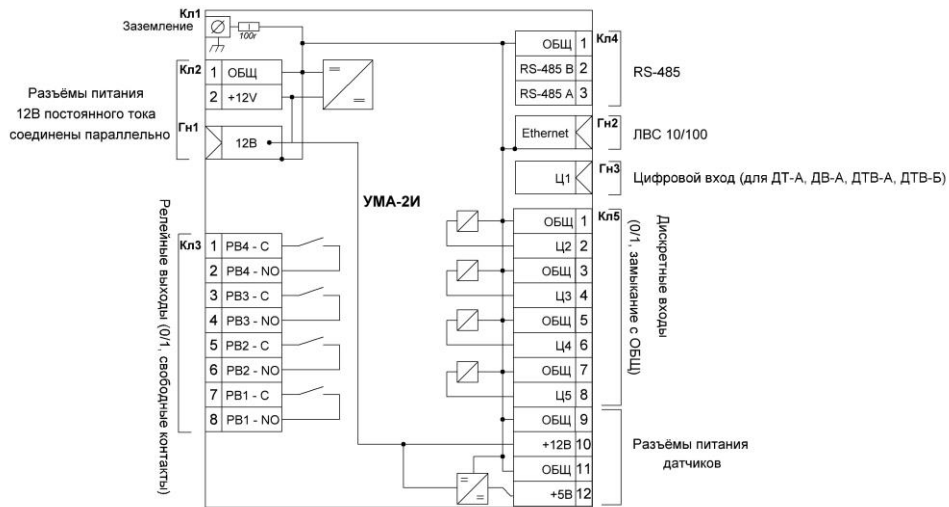 Кл1
Заземление
100r
Кл2
1 ОБЩ
2 +12V
Разъёмы питания
12В постоянного тока
соединены параллельно
Гн1
12В
УМА-2И
Релейные выходы (0/1, свободные контакты)
Кл3
1 РВ4 - C
2 РВ4 - NO
3 РВ3 - C
4 РВ3 - NO
5 РВ2 - C
6 РВ2 - NO
7 РВ1 - C
8 РВ1 - NO
Кл4
ОБЩ 1
RS-485 B 2
RS-485 A 3
RS-485
Ethernet
Гн2
ЛВС 10/100
Ц1
Гн3
Цифровой вход (для ДТ-А, ДВ-А, ДТВ-А, ДТВ-Б)
Кл5
ОБЩ 1
Ц2 2
ОБЩ 3
Ц3 4
ОБЩ 5
Ц4 6
ОБЩ 7
Ц5 8
ОБЩ 9
+12В 10
ОБЩ 11
+5В 12
Дискретные входы
(0/1, замыкание с ОБЩ)
Разъёмы питания
датчиков